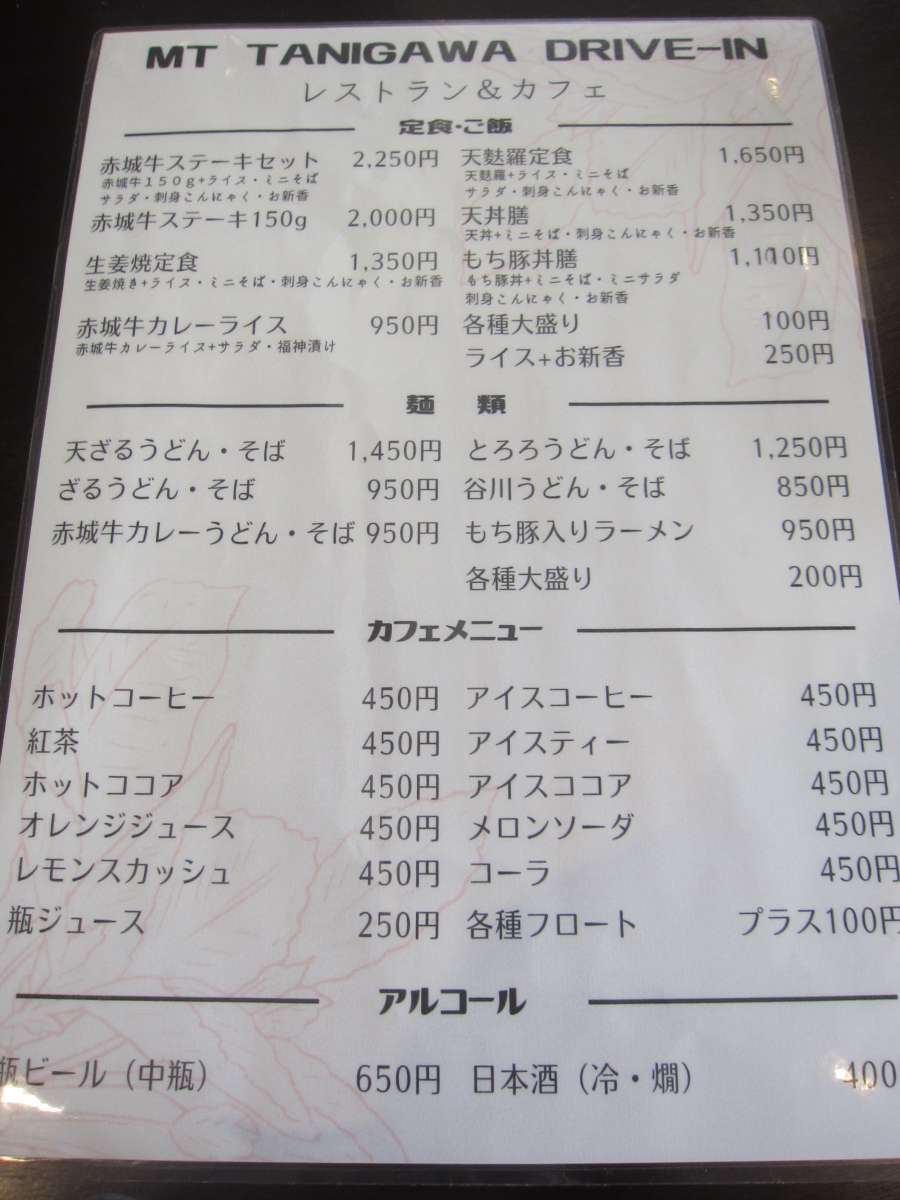 MT TANIGAWA DRIVE-IN
レストラン＆カフェ
定食・ご飯
赤城牛ステーキセット 2,250円
赤城牛１５０ｇ+ライス・ミニそば
サラダ・刺身こんにゃく・お新香
赤城牛ステーキ150g 2,000円
生姜焼定食 1,350円
生姜焼き+ライス・ミニそば・刺身こんにゃく・お新香
赤城牛カレーライス 950円
赤城牛カレーライス+サラダ・福神漬け
天麩羅定食 1,650円
天麩羅+ライス・ミニそば
サラダ・刺身こんにゃく・お新香
天丼膳 1,350円
天丼+ミニそば・刺身こんにゃく・お新香
もち豚丼膳
もち豚丼+ミニそば・ミニサラダ
刺身こんにゃく・お新香
各種大盛り 100円
ライス+お新香 250円
麺 類
天ざるうどん・そば 1,450円
ざるうどん・そば 950円
赤城牛カレーうどん・そば 950円
とろろうどん・そば 1,250円
谷川うどん・そば 850円
もち豚入りラーメン 950円
各種大盛り 200円
カフェメニュー
ホットコーヒー 450円
紅茶 450円
ホットココア 450円
オレンジジュース 450円
レモンスカッシュ 450円
瓶ジュース 250円
アイスコーヒー 450円
アイスティー 450円
アイスココア 450円
メロンソーダ 450円
コーラ 450円
各種フロート プラス100円
アルコール
瓶ビール（中瓶） 650円
日本酒（冷・燗） 400